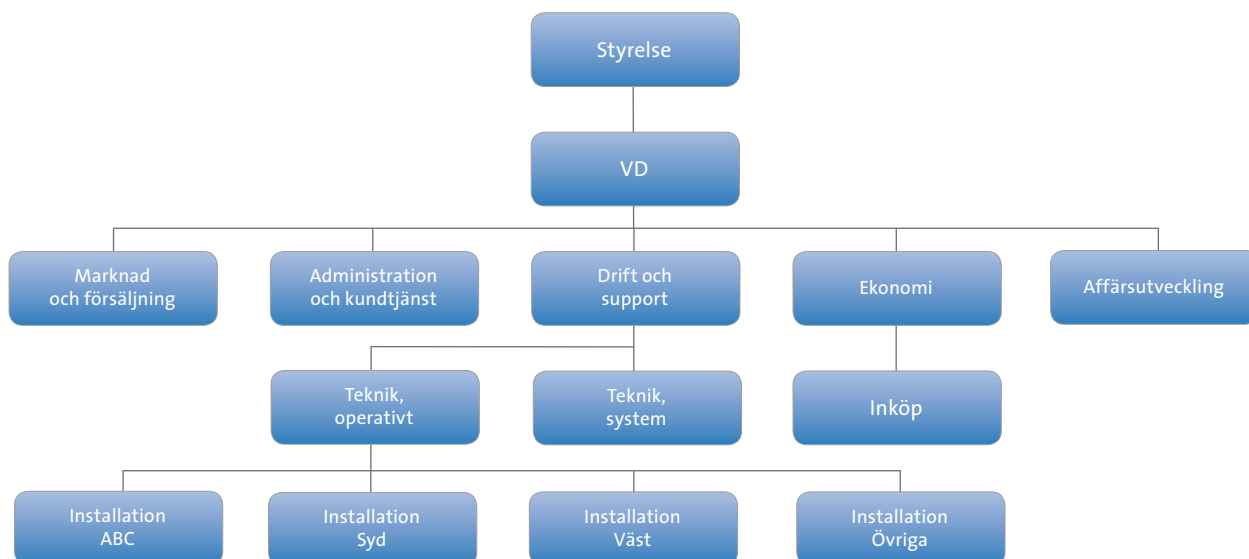 Styrelse
VD
Marknad
och försäljning
Administration
och kundtjänst
Drift och
support
Ekonomi
Affärsutveckling
Teknik,
operativt
Teknik,
system
Inköp
Installation
ABC
Installation
Syd
Installation
Väst
Installation
Övriga